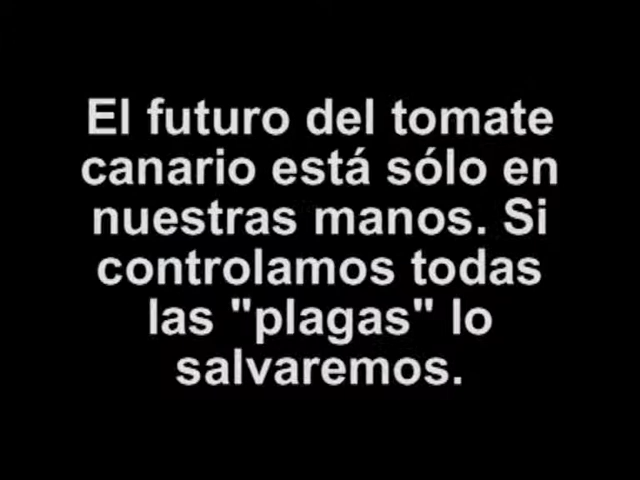 El futuro del tomate
canario está sólo en
nuestras manos. Si
controlamos todas
las "plagas" lo
salvaremos.